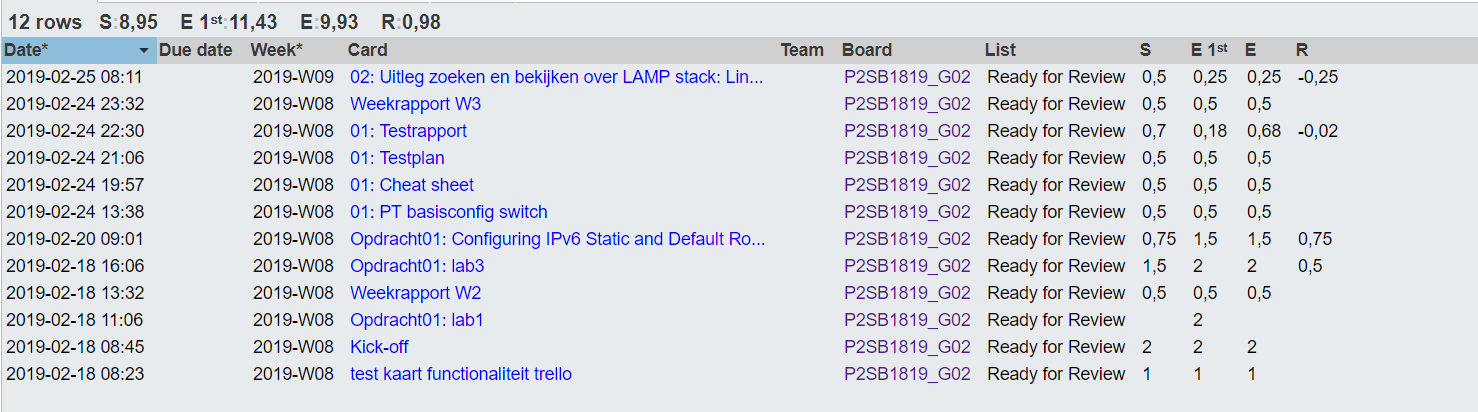 12 rows S:8,95 E 1st:11,43 E:9,93 R:0,98
Date* Due date Week* Card Team Board List S E 1st E R
2019-02-25 08:11 2019-W09 02: Uitleg zoeken en bekijken over LAMP stack: Lin... P2SB1819_G02 Ready for Review 0,5 0,25 0,25 -0,25
2019-02-24 23:32 2019-W08 Weekrapport W3 P2SB1819_G02 Ready for Review 0,5 0,5 0,5
2019-02-24 22:30 2019-W08 01: Testrapport P2SB1819_G02 Ready for Review 0,7 0,18 0,68 -0,02
2019-02-24 21:06 2019-W08 01: Testplan P2SB1819_G02 Ready for Review 0,5 0,5 0,5
2019-02-24 19:57 2019-W08 01: Cheat sheet P2SB1819_G02 Ready for Review 0,5 0,5 0,5
2019-02-24 13:38 2019-W08 01: PT basisconfig switch P2SB1819_G02 Ready for Review 0,5 0,5 0,5
2019-02-20 09:01 2019-W08 Opdracht01: Configuring IPv6 Static and Default Ro... P2SB1819_G02 Ready for Review 0,75 1,5 1,5 0,75
2019-02-18 16:06 2019-W08 Opdracht01: lab3 P2SB1819_G02 Ready for Review 1,5 2 2 0,5
2019-02-18 13:32 2019-W08 Weekrapport W2 P2SB1819_G02 Ready for Review 0,5 0,5 0,5
2019-02-18 11:06 2019-W08 Opdracht01: lab1 P2SB1819_G02 Ready for Review 2
2019-02-18 08:45 2019-W08 Kick-off P2SB1819_G02 Ready for Review 2 2 2
2019-02-18 08:23 2019-W08 test kaart functionaliteit trello P2SB1819_G02 Ready for Review 1 1 1